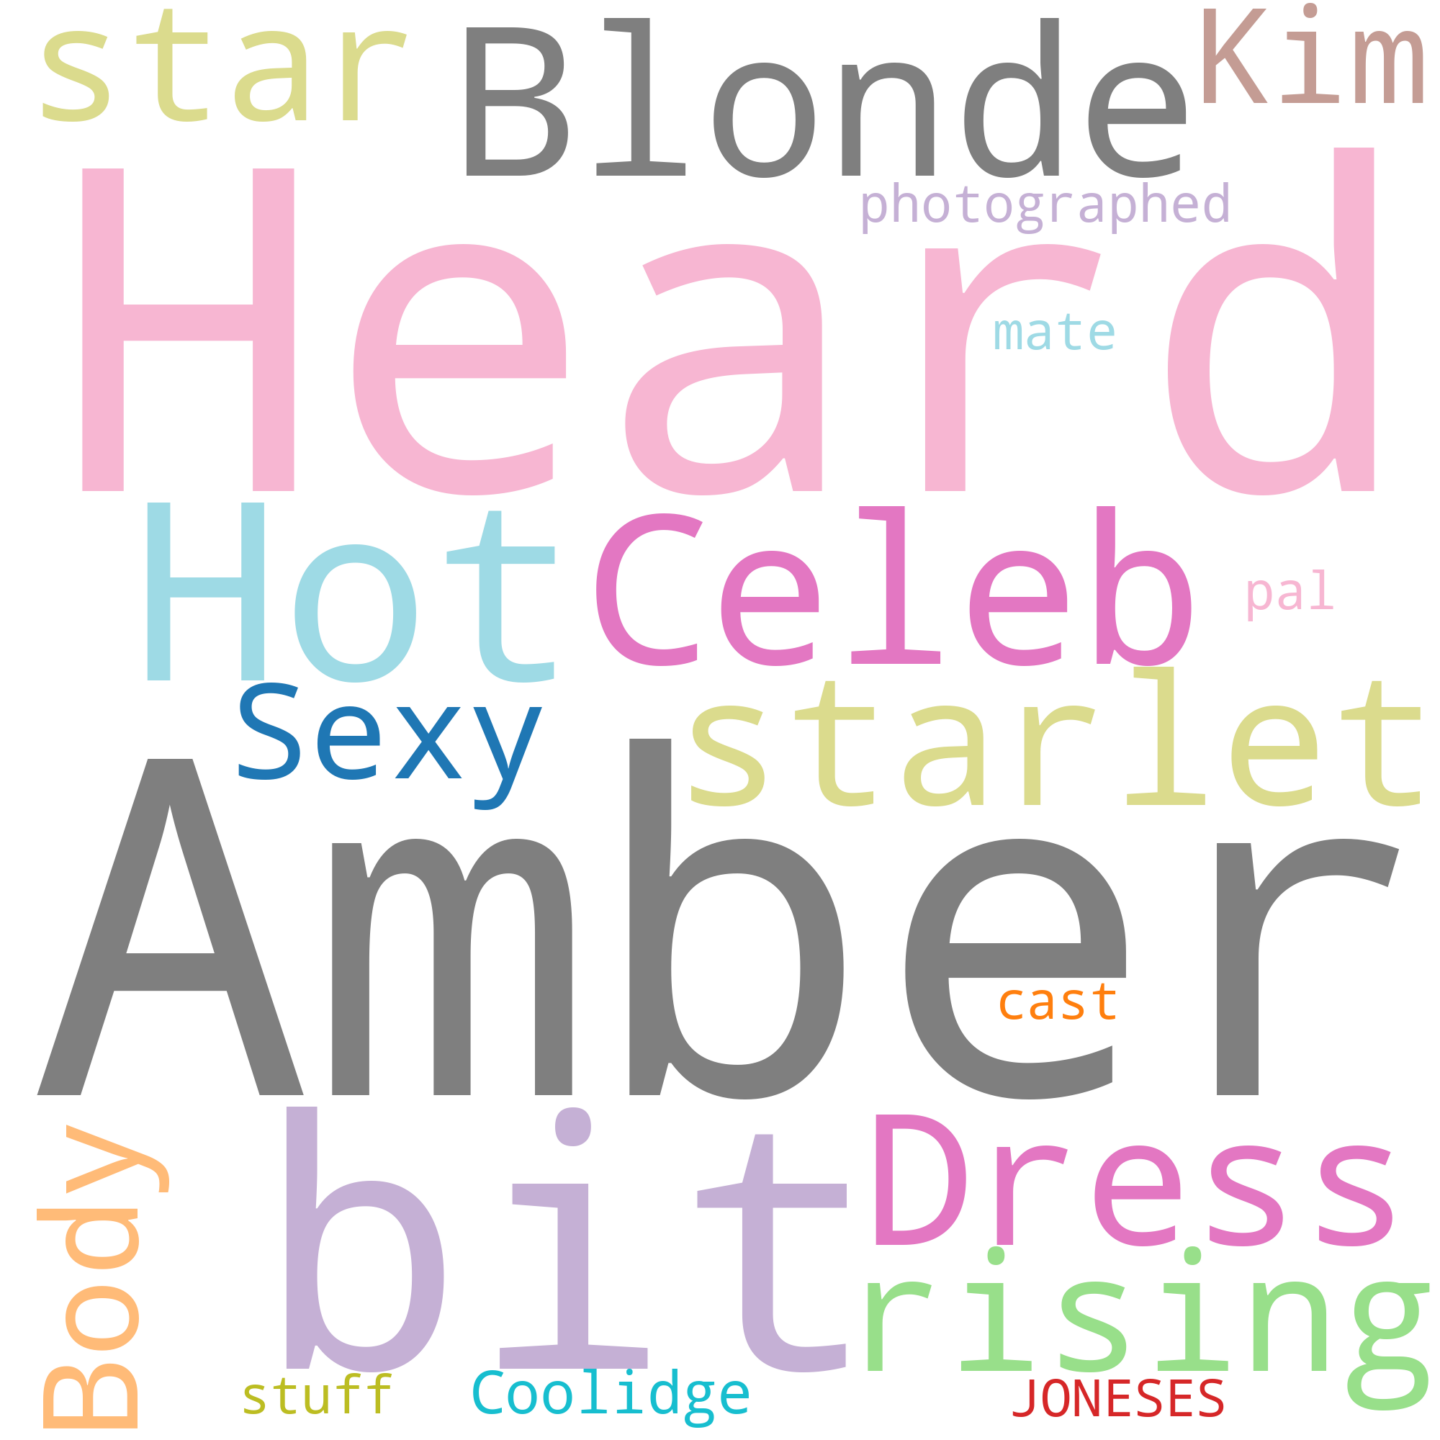 star Blonde Kim
photographed
Heard
mate
Hot Celeb
pal
Sexy starlet
Amber
cast
Body bit Dress
rising
stuff Coolidge JONESES